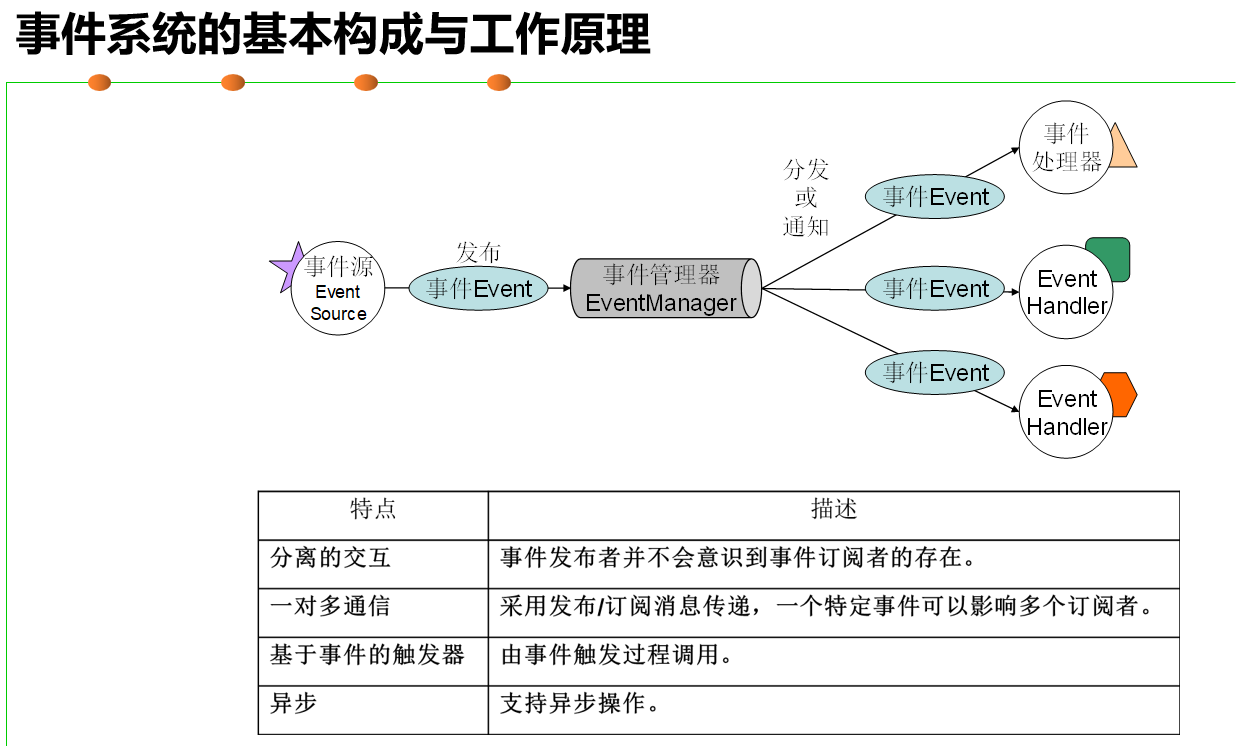 事件系统的基本构成与工作原理
事件源
Event
Source
发布
事件Event
事件管理器
EventManager
分发
或
通知
事件Event
事件
处理器
事件Event
Event
Handler
事件Event
Event
Handler
特点 描述
分离的交互 事件发布者并不会意识到事件订阅者的存在。
一对多通信 采用发布/订阅消息传递，一个特定事件可以影响多个订阅者。
基于事件的触发器 由事件触发过程调用。
异步 支持异步操作。